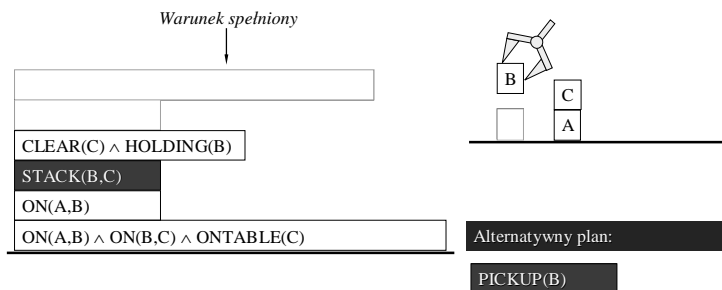 Warunek spełniony
B
C
A
CLEAR(C) ∧ HOLDING(B)
STACK(B,C)
ON(A,B)
ON(A,B) ∧ ON(B,C) ∧ ONTABLE(C)
Alternatywny plan:
PICKUP(B)